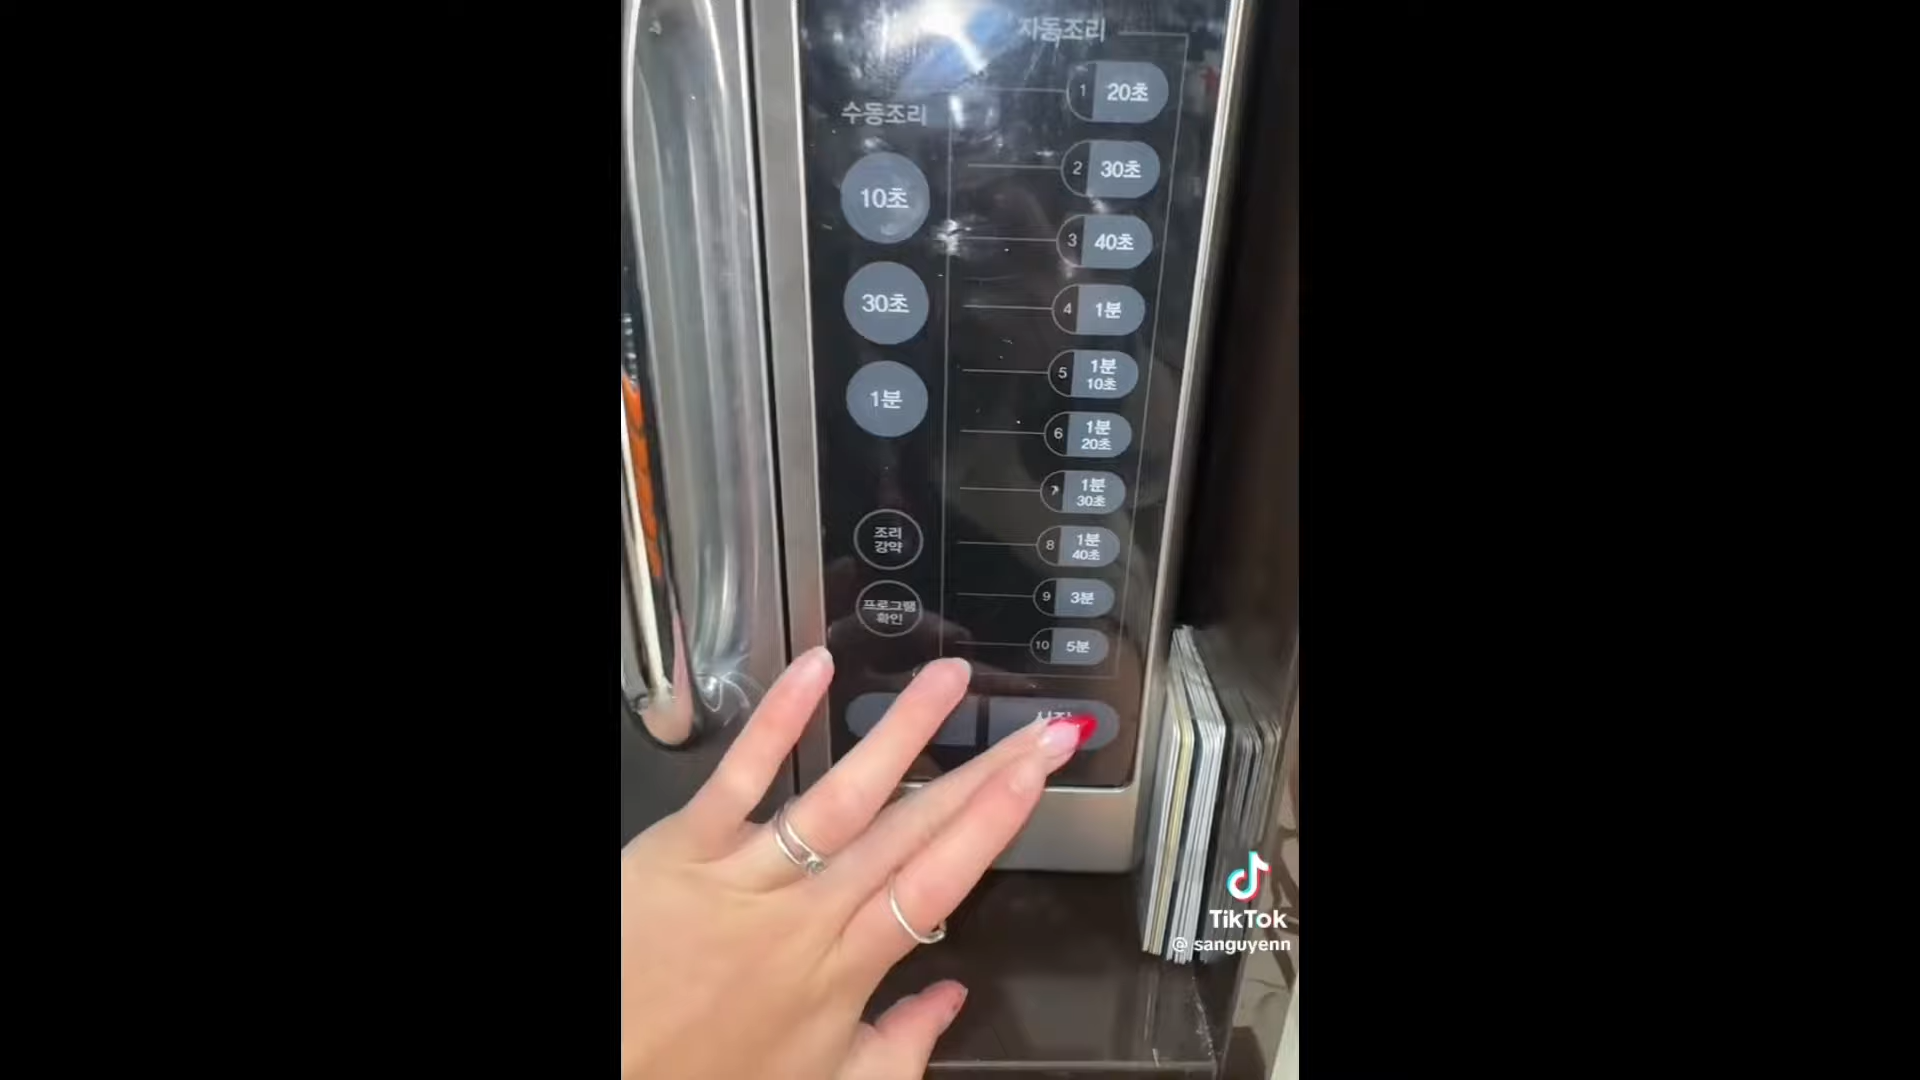 자동조리
1 20초
수동조리
2 30초
10초
3 40초
30초
4 1분
5 1분
10초
1분
6 1분
20초
7 1분
30초
조리
강약
8 1분
40초
프로그램
확인
9 3분
10 5분
TikTok
@ sanguyenn